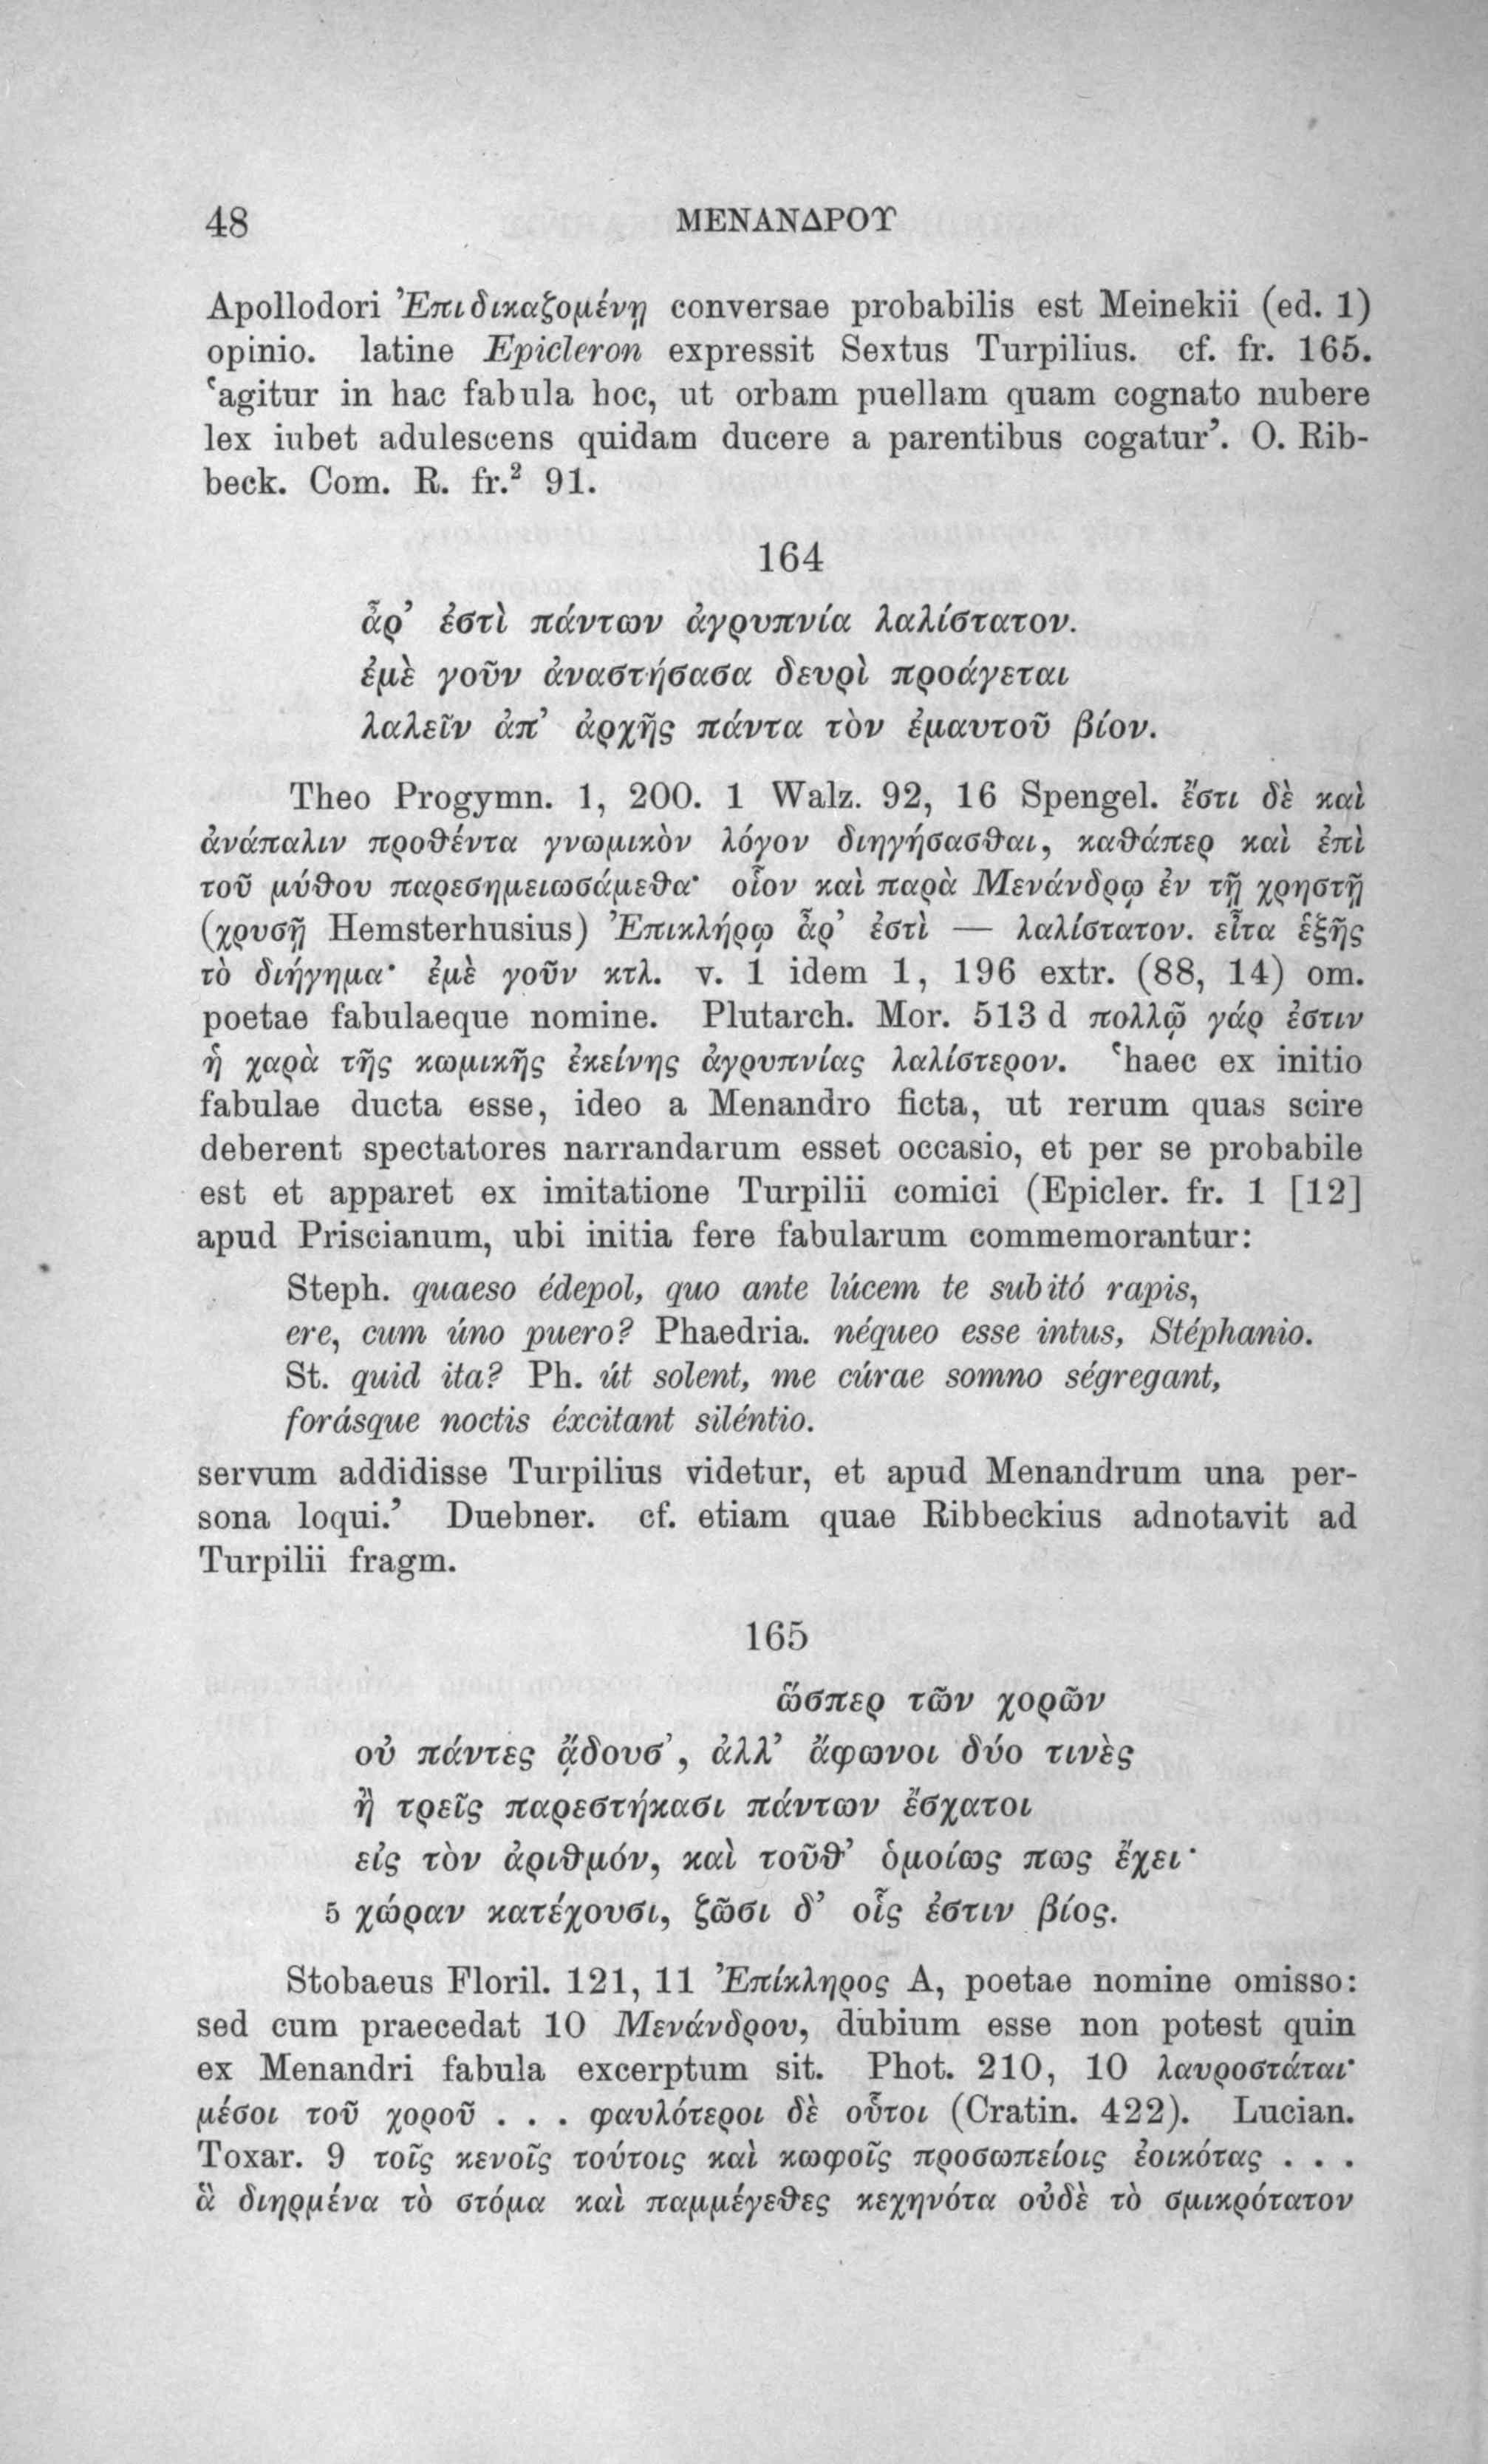 48 ΜΕΝΑΝΔΡΟΥ
Apollodori Ἐπιδικαζομένῃ conversae probabilis est Meinekii (ed. 1)
opinio. latine Epicleron expressit Sextus Turpilius. cf. fr. 165.
‘agitur in hac fabula hoc, ut orbam puellam quam cognato nubere
lex iubet adulescens quidam ducere a parentibus cogatur’. O. Rib-
beck. Com. R. fr.² 91.
164
ἆρ’ ἐστὶ πάντων ἀγρυπνία λαλίστατον.
ἐμὲ γοῦν ἀναστήσασα δευρὶ προάγεται
λαλεῖν ἀπ’ ἀρχῆς πάντα τὸν ἐμαυτοῦ βίον.
Theo Progymn. 1, 200. 1 Walz. 92, 16 Spengel. ἔστι δὲ καὶ
ἀνάπαλιν προθέντα γνωμικὸν λόγον διηγήσασθαι, καθάπερ καὶ ἐπὶ
τοῦ μύθου παρεσημειωσάμεθα· οἷον καὶ παρὰ Μενάνδρῳ ἐν τῇ χρηστῇ
(χρυσῇ Hemsterhusius) Ἐπικλήρῳ ἆρ’ ἐστὶ — λαλίστατον. εἶτα ἑξῆς
τὸ διήγημα· ἐμὲ γοῦν κτλ. v. 1 idem 1, 196 extr. (88, 14) om.
poetae fabulaeque nomine. Plutarch. Mor. 513 d πολλῷ γάρ ἐστιν
ἡ χαρὰ τῆς κωμικῆς ἐκείνης ἀγρυπνίας λαλίστερον. ‘haec ex initio
fabulae ducta esse, ideo a Menandro ficta, ut rerum quas scire
deberent spectatores narrandarum esset occasio, et per se probabile
est et apparet ex imitatione Turpilii comici (Epicler. fr. 1 [12]
apud Priscianum, ubi initia fere fabularum commemorantur:
Steph. quaeso édepol, quo ante lúcem te subitó rapis,
ere, cum úno puero? Phaedria. néqueo esse intus, Stéphanio.
St. quid ita? Ph. út solent, me cúrae somno ségregant,
forásque noctis éxcitant siléntio.
servum addidisse Turpilius videtur, et apud Menandrum una per-
sona loqui.’ Duebner. cf. etiam quae Ribbeckius adnotavit ad
Turpilii fragm.
165
ὥσπερ τῶν χορῶν
οὐ πάντες ᾄδουσ’, ἀλλ’ ἄφωνοι δύο τινὲς
ἢ τρεῖς παρεστήκασι πάντων ἔσχατοι
εἰς τὸν ἀριθμόν, καὶ τοῦθ’ ὁμοίως πως ἔχει·
5 χώραν κατέχουσι, ζῶσι δ’ οἷς ἐστιν βίος.
Stobaeus Floril. 121, 11 Ἐπίκληρος A, poetae nomine omisso:
sed cum praecedat 10 Μενάνδρου, dubium esse non potest quin
ex Menandri fabula excerptum sit. Phot. 210, 10 λαυροστάται·
μέσοι τοῦ χοροῦ . . . φαυλότεροι δὲ οὗτοι (Cratin. 422). Lucian.
Toxar. 9 τοῖς κενοῖς τούτοις καὶ κωφοῖς προσωπείοις ἐοικότας . . .
ἃ διηρμένα τὸ στόμα καὶ παμμέγεθες κεχηνότα οὐδὲ τὸ σμικρότατον